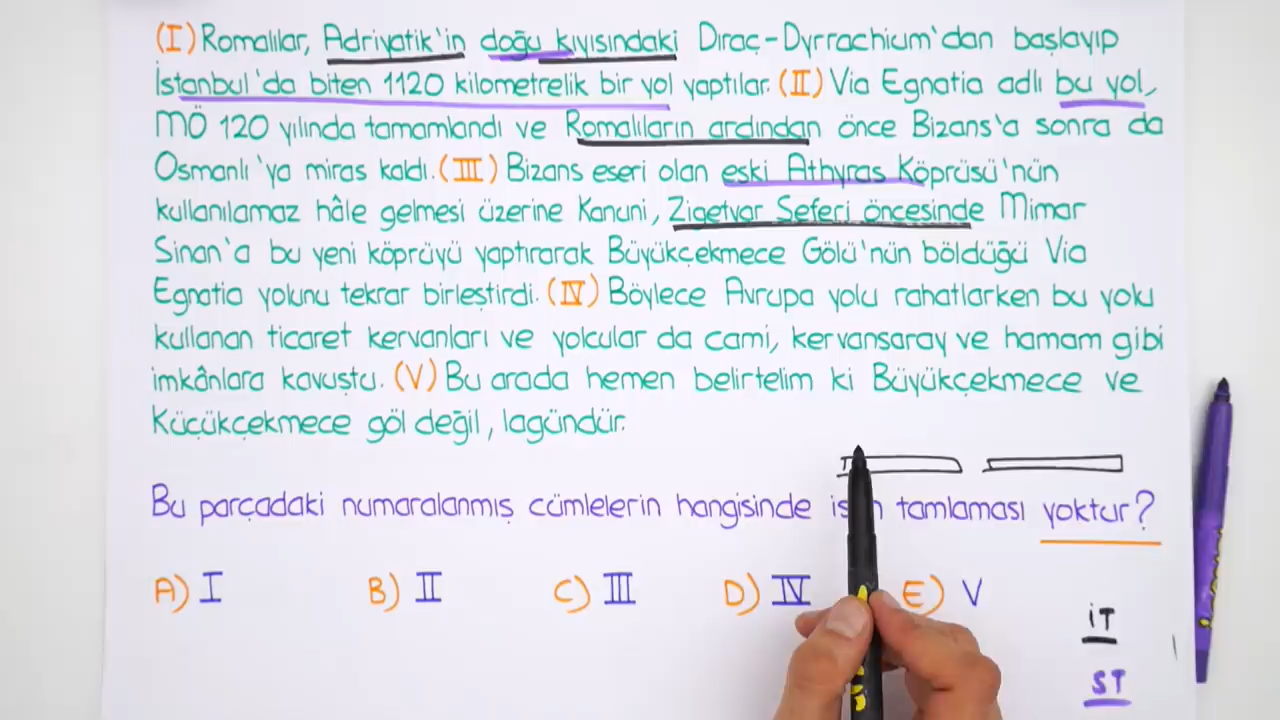 (I) Romalılar, Adriyatik'in doğu kıyısındaki Dıraç-Dyrrachium'dan başlayıp
İstanbul'da biten 1120 kilometrelik bir yol yaptılar. (II) Via Egnatia adlı bu yol,
MÖ 120 yılında tamamlandı ve Romalıların ardından önce Bizans'a sonra da
Osmanlı'ya miras kaldı. (III) Bizans eseri olan eski Athyras Köprüsü'nün
kullanılamaz hâle gelmesi üzerine Kanuni, Zigetvar Seferi öncesinde Mimar
Sinan'a bu yeni köprüyü yaptırarak Büyükçekmece Gölü'nün böldüğü Via
Egnatia yolunu tekrar birleştirdi. (IV) Böylece Avrupa yolu rahatlarken bu yolu
kullanan ticaret kervanları ve yolcular da cami, kervansaray ve hamam gibi
imkânlara kavuştu. (V) Bu arada hemen belirtelim ki Büyükçekmece ve
Küçükçekmece göl değil, lagündür.
Bu parçadaki numaralanmış cümlelerin hangisinde tamlaması yoktur?
A) I B) II C) III D) IV E) V
İT
ST